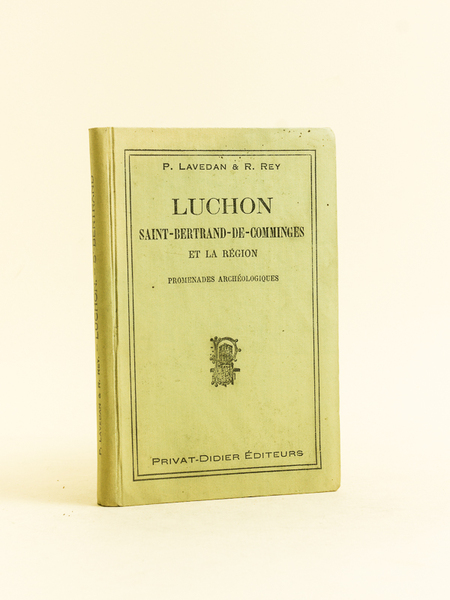 P. LAVEDAN & R. REY
LUCHON
SAINT-BERTRAND-DE-COMMINGES
ET LA RÉGION
PROMENADES ARCHÉOLOGIQUES
PRIVAT-DIDIER ÉDITEURS
P. LAVEDAN & R. REY. LUCHON, Sᵗ BERTRAND